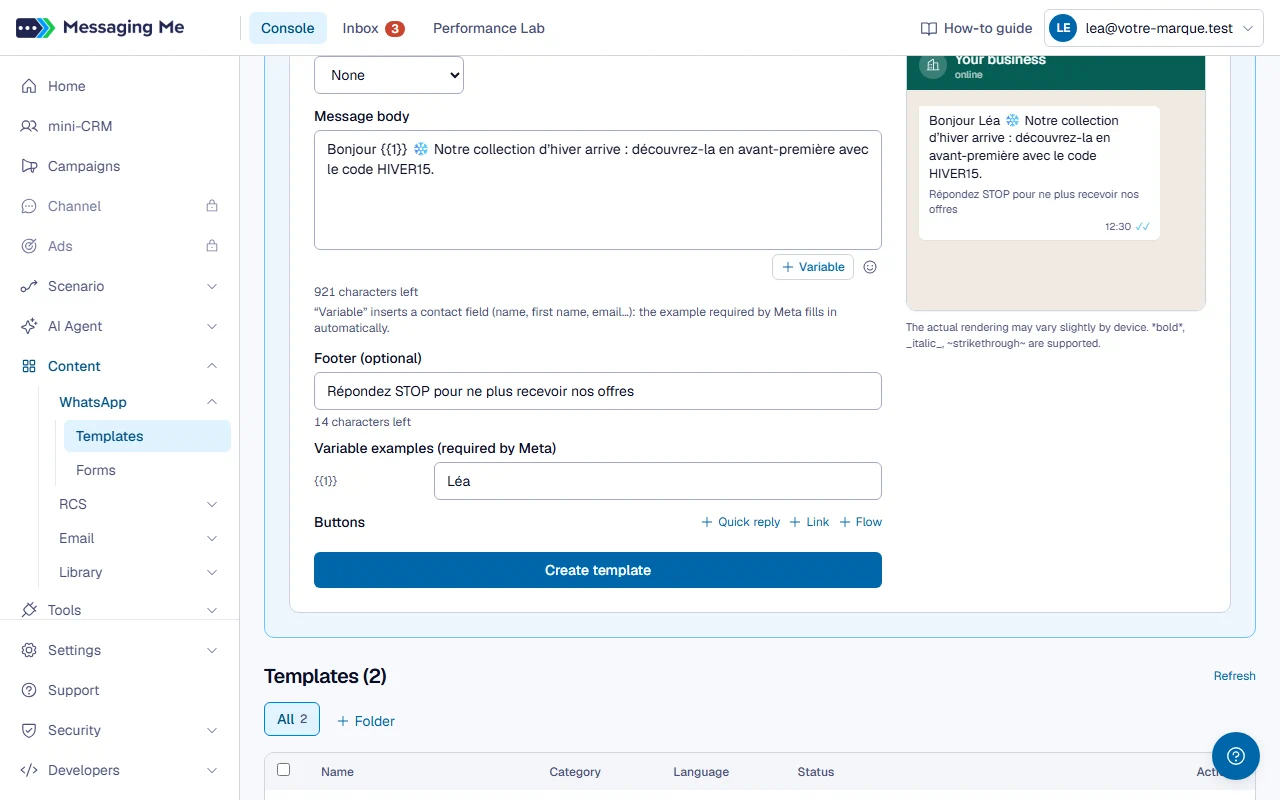 Messaging Me
Console
Inbox 3
Performance Lab
How-to guide
LE lea@votre-marque.test
Home
mini-CRM
Campaigns
Channel
Ads
Scenario
AI Agent
Content
WhatsApp
Templates
Forms
RCS
Email
Library
Tools
Settings
Support
Security
Developers
None
Message body
Bonjour {{1}} ❄️ Notre collection d’hiver arrive : découvrez-la en avant-première avec
le code HIVER15.
+ Variable
921 characters left
“Variable” inserts a contact field (name, first name, email…): the example required by Meta fills in
automatically.
Footer (optional)
Répondez STOP pour ne plus recevoir nos offres
14 characters left
Variable examples (required by Meta)
{{1}}
Léa
Buttons
+ Quick reply + Link + Flow
Create template
Your business
online
Bonjour Léa ❄️ Notre collection
d’hiver arrive : découvrez-la en
avant-première avec le code
HIVER15.
Répondez STOP pour ne plus recevoir nos
offres
12:30
The actual rendering may vary slightly by device. *bold*,
_italic_, ~strikethrough~ are supported.
Templates (2)
Refresh
All 2
+ Folder
Name
Category
Language
Status